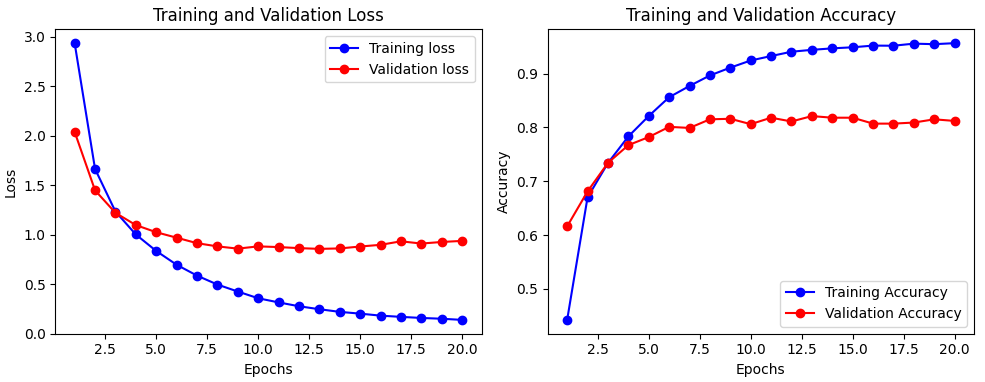 Training and Validation Loss
Loss
3.0
2.5
2.0
1.5
1.0
0.5
0.0
Training loss
Validation loss
2.5 5.0 7.5 10.0 12.5 15.0 17.5 20.0
Epochs
Training and Validation Accuracy
Accuracy
0.9
0.8
0.7
0.6
0.5
Training Accuracy
Validation Accuracy
2.5 5.0 7.5 10.0 12.5 15.0 17.5 20.0
Epochs